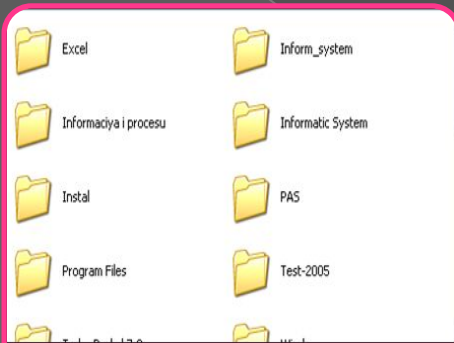 Excel
Inform_system
Informaciya i procesu
Informatic System
Instal
PAS
Program Files
Test-2005